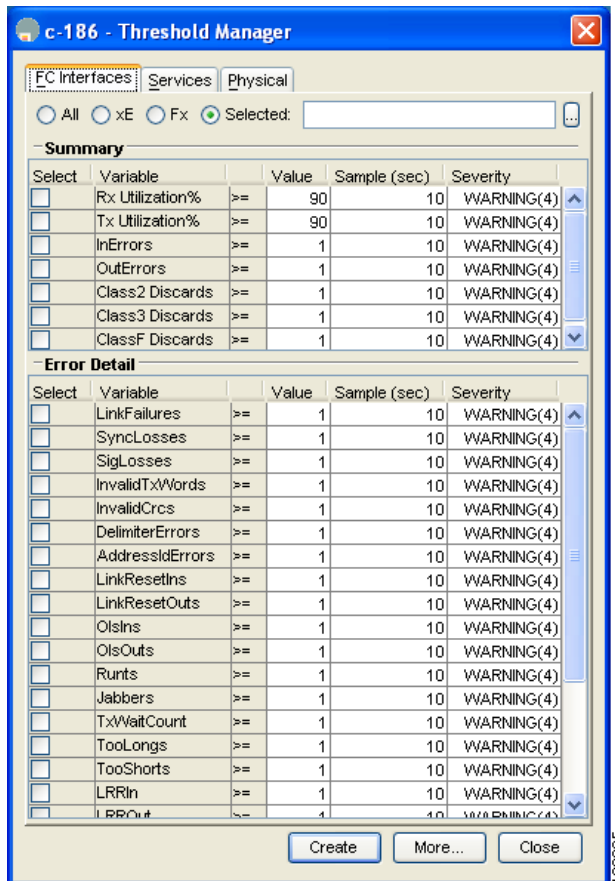 c-186 - Threshold Manager
FC Interfaces Services Physical
All xE Fx Selected: ...
Summary
Select Variable Value Sample (sec) Severity
Rx Utilization% >= 90 10 WARNING(4)
Tx Utilization% >= 90 10 WARNING(4)
InErrors >= 1 10 WARNING(4)
OutErrors >= 1 10 WARNING(4)
Class2 Discards >= 1 10 WARNING(4)
Class3 Discards >= 1 10 WARNING(4)
ClassF Discards >= 1 10 WARNING(4)
Error Detail
Select Variable Value Sample (sec) Severity
LinkFailures >= 1 10 WARNING(4)
SyncLosses >= 1 10 WARNING(4)
SigLosses >= 1 10 WARNING(4)
InvalidTxWords >= 1 10 WARNING(4)
InvalidCrcs >= 1 10 WARNING(4)
DelimiterErrors >= 1 10 WARNING(4)
AddressIdErrors >= 1 10 WARNING(4)
LinkResetIns >= 1 10 WARNING(4)
LinkResetOuts >= 1 10 WARNING(4)
OlsIns >= 1 10 WARNING(4)
OlsOuts >= 1 10 WARNING(4)
Runts >= 1 10 WARNING(4)
Jabbers >= 1 10 WARNING(4)
TxWaitCount >= 1 10 WARNING(4)
TooLongs >= 1 10 WARNING(4)
TooShorts >= 1 10 WARNING(4)
LRRIn >= 1 10 WARNING(4)
LRROut >= 1 10 WARNING(4)
Create More... Close